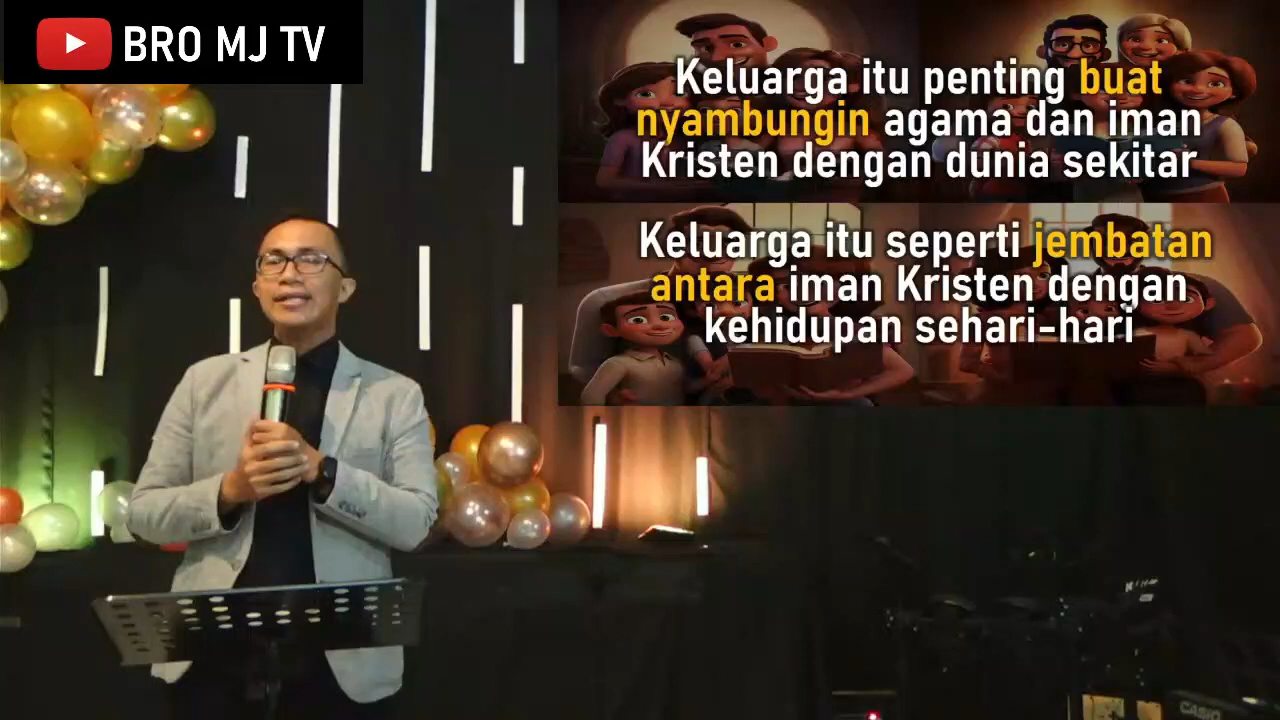 BRO MJ TV
Keluarga itu penting buat
nyambungin agama dan iman
Kristen dengan dunia sekitar
Keluarga itu seperti jembatan
antara iman Kristen dengan
kehidupan sehari-hari
CASIO